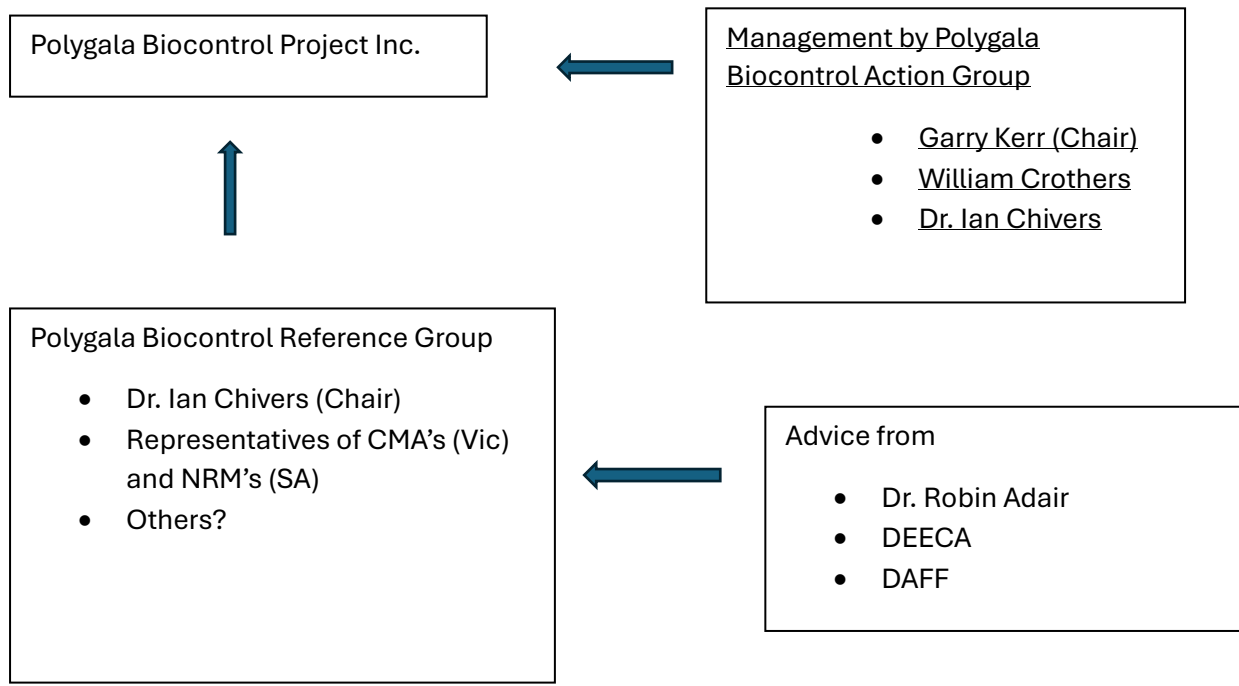 Polygala Biocontrol Project Inc.
Management by Polygala
Biocontrol Action Group
• Garry Kerr (Chair)
• William Crothers
• Dr. Ian Chivers
Polygala Biocontrol Reference Group
• Dr. Ian Chivers (Chair)
• Representatives of CMA's (Vic)
and NRM's (SA)
• Others?
Advice from
• Dr. Robin Adair
• DEECA
• DAFF